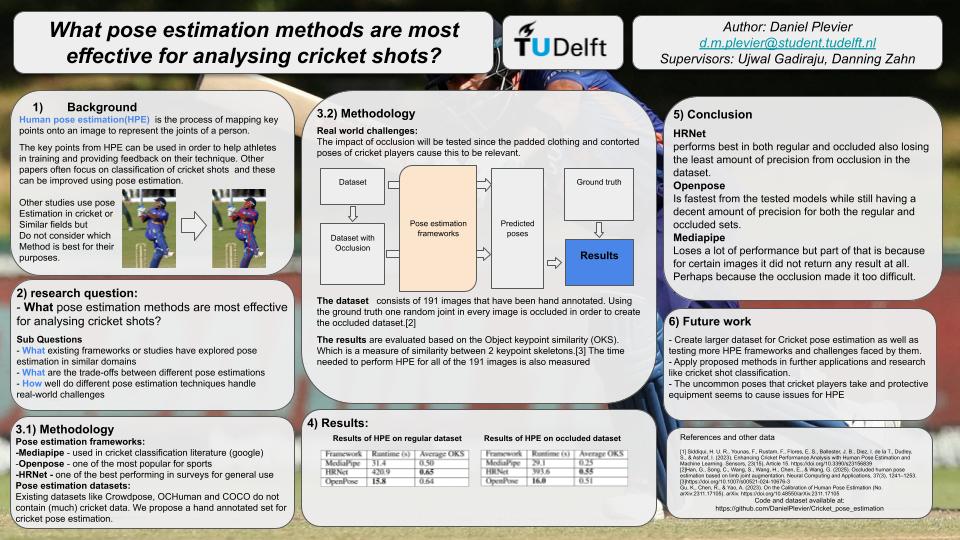 What pose estimation methods are most
effective for analysing cricket shots?
TUDelft
Author: Daniel Plevier
d.m.plevier@student.tudelft.nl
Supervisors: Ujwal Gadiraju, Danning Zahn
1) Background
Human pose estimation(HPE) is the process of mapping key
points onto an image to represent the joints of a person.
The key points from HPE can be used in order to help athletes
in training and providing feedback on their technique. Other
papers often focus on classification of cricket shots and these
can be improved using pose estimation.
Other studies use pose
Estimation in cricket or
Similar fields but
Do not consider which
Method is best for their
purposes.
2) research question:
- What pose estimation methods are most effective
for analysing cricket shots?
Sub Questions
- What existing frameworks or studies have explored pose
estimation in similar domains
- What are the trade-offs between different pose estimations
- How well do different pose estimation techniques handle
real-world challenges
3.1) Methodology
Pose estimation frameworks:
-Mediapipe - used in cricket classification literature (google)
-Openpose - one of the most popular for sports
-HRNet - one of the best performing in surveys for general use
Pose estimation datasets:
Existing datasets like Crowdpose, OCHuman and COCO do not
contain (much) cricket data. We propose a hand annotated set for
cricket pose estimation.
3.2) Methodology
Real world challenges:
The impact of occlusion will be tested since the padded clothing and contorted
poses of cricket players cause this to be relevant.
Dataset
Dataset with
Occlusion
Pose estimation
frameworks
Predicted
poses
Ground truth
Results
The dataset consists of 191 images that have been hand annotated. Using
the ground truth one random joint in every image is occluded in order to create
the occluded dataset.[2]
The results are evaluated based on the Object keypoint similarity (OKS).
Which is a measure of similarity between 2 keypoint skeletons.[3] The time
needed to perform HPE for all of the 191 images is also measured
4) Results:
Results of HPE on regular dataset
Framework Runtime (s) Average OKS
MediaPipe 31.4 0.50
HRNet 420.9 0.65
OpenPose 15.8 0.64
Results of HPE on occluded dataset
Framework Runtime (s) Average OKS
MediaPipe 29.1 0.25
HRNet 393.6 0.55
OpenPose 16.0 0.51
5) Conclusion
HRNet
performs best in both regular and occluded also losing
the least amount of precision from occlusion in the
dataset.
Openpose
Is fastest from the tested models while still having a
decent amount of precision for both the regular and
occluded sets.
Mediapipe
Loses a lot of performance but part of that is because
for certain images it did not return any result at all.
Perhaps because the occlusion made it too difficult.
6) Future work
- Create larger dataset for Cricket pose estimation as well as
testing more HPE frameworks and challenges faced by them.
- Apply proposed methods in further applications and research
like cricket shot classification.
- The uncommon poses that cricket players take and protective
equipment seems to cause issues for HPE
References and other data
[1] Siddiqui, H. U. R., Younas, F., Rustam, F., Flores, E. S., Ballester, J. B., Diez, I. de la T., Dudley,
S., & Ashraf, I. (2023). Enhancing Cricket Performance Analysis with Human Pose Estimation and
Machine Learning. Sensors, 23(15), Article 15. https://doi.org/10.3390/s23156839
[2]Han, G., Song, C., Wang, S., Wang, H., Chen, E., & Wang, G. (2025). Occluded human pose
estimation based on limb joint augmentation. Neural Computing and Applications, 37(3), 1241–1253.
[3]https://doi.org/10.1007/s00521-024-10676-3
Gu, K., Chen, R., & Yao, A. (2023). On the Calibration of Human Pose Estimation (No.
arXiv:2311.17105). arXiv. https://doi.org/10.48550/arXiv.2311.17105
Code and dataset available at:
https://github.com/DanielPlevier/Cricket_pose_estimation